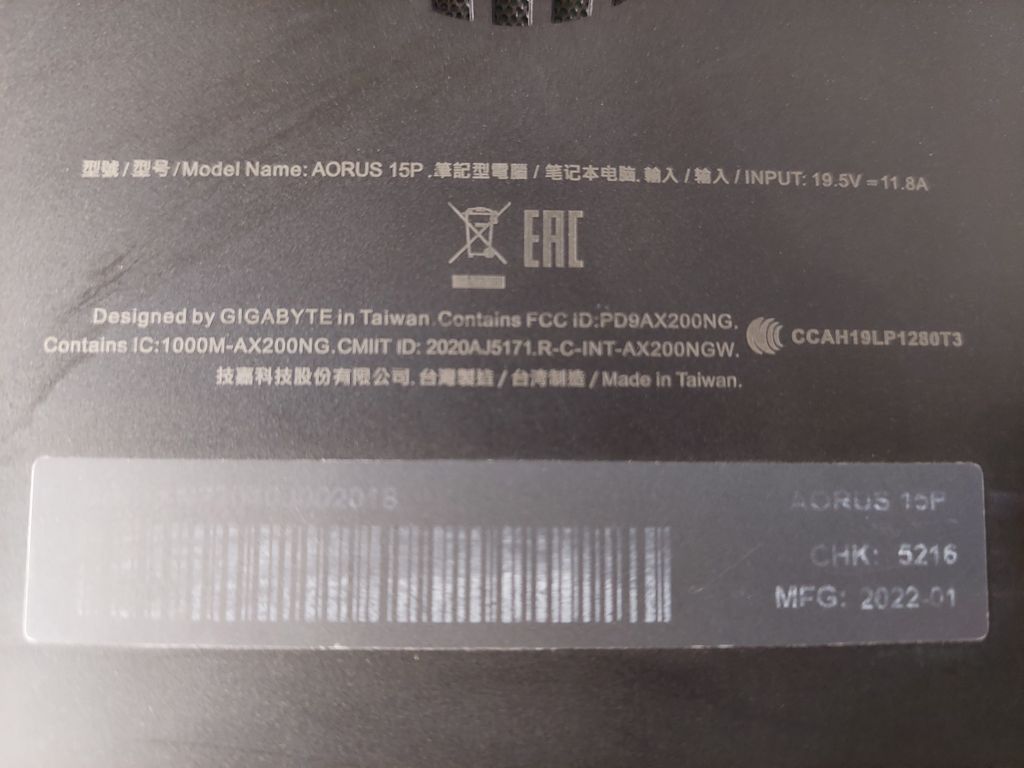 型號 / 型号 / Model Name: AORUS 15P .筆記型電腦 / 笔记本电脑. 輸入 / 输入 / INPUT: 19.5V = 11.8A
EAC
Designed by GIGABYTE in Taiwan. Contains FCC ID:PD9AX200NG.
Contains IC:1000M-AX200NG.CMIIT ID: 2020AJ5171.R-C-INT-AX200NGW.
CCAH19LP1280T3
技嘉科技股份有限公司. 台灣製造 / 台湾制造 / Made in Taiwan.
AORUS 15P
CHK: 5216
MFG: 2022-01